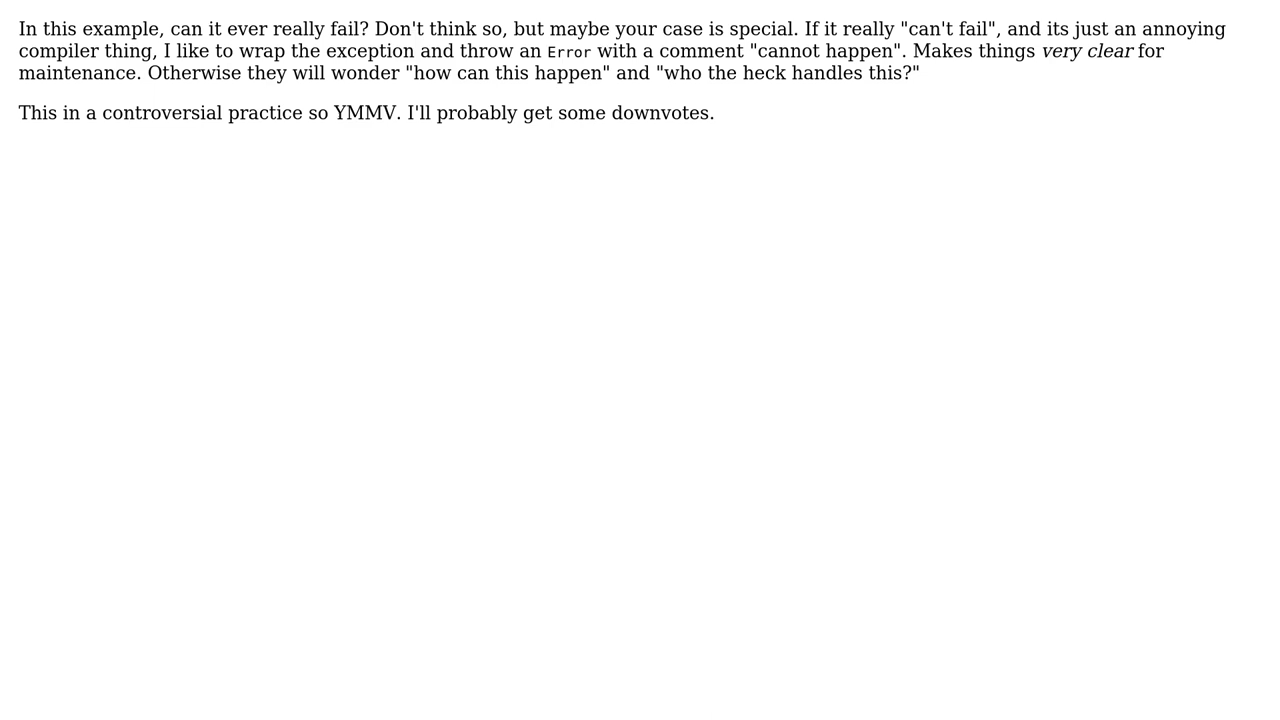 In this example, can it ever really fail? Don't think so, but maybe your case is special. If it really "can't fail", and its just an annoying
compiler thing, I like to wrap the exception and throw an Error with a comment "cannot happen". Makes things very clear for
maintenance. Otherwise they will wonder "how can this happen" and "who the heck handles this?"
This in a controversial practice so YMMV. I'll probably get some downvotes.